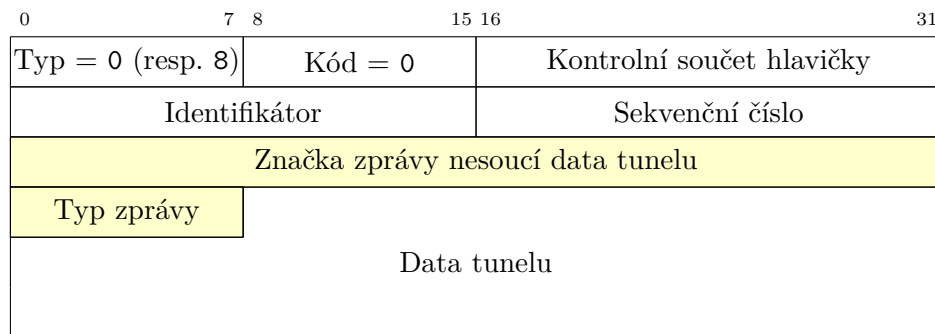 0 7 8 15 16 31
Typ = 0 (resp. 8) Kód = 0 Kontrolní součet hlavičky
Identifikátor Sekvenční číslo
Značka zprávy nesoucí data tunelu
Typ zprávy
Data tunelu